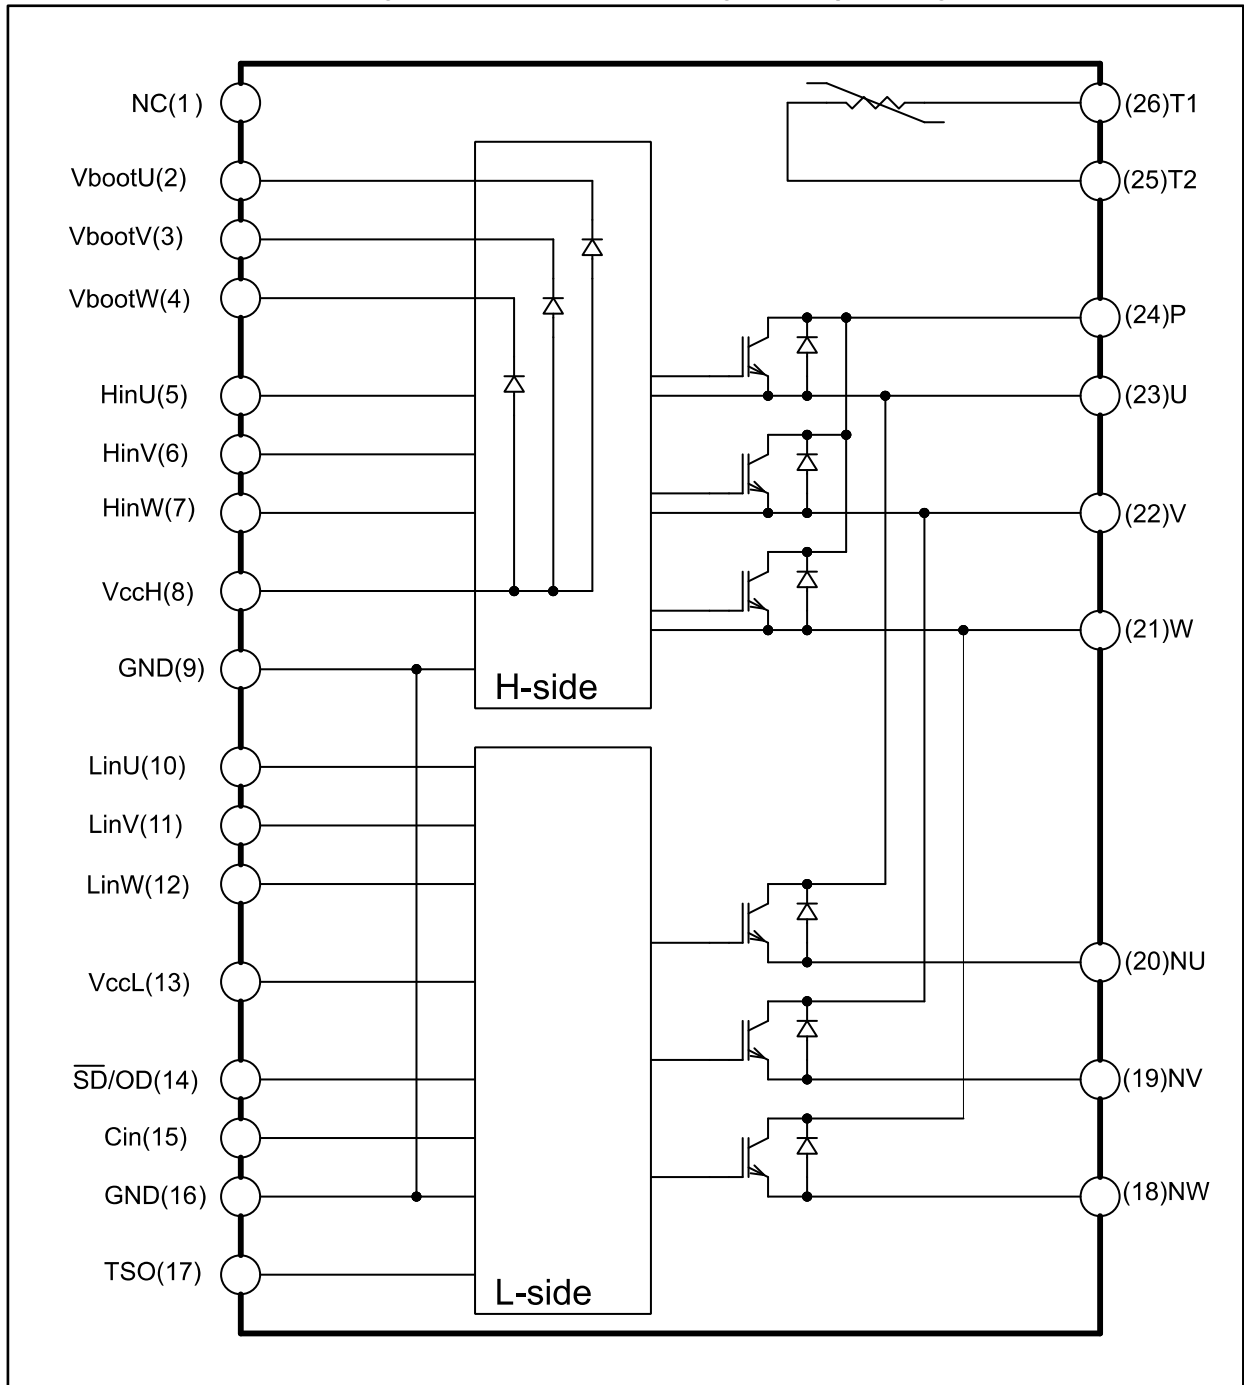 NC(1)
VbootU(2)
VbootV(3)
VbootW(4)
HinU(5)
HinV(6)
HinW(7)
VccH(8)
GND(9)
LinU(10)
LinV(11)
LinW(12)
VccL(13)
S̅D̅/OD(14)
Cin(15)
GND(16)
TSO(17)
H-side
L-side
(26)T1
(25)T2
(24)P
(23)U
(22)V
(21)W
(20)NU
(19)NV
(18)NW